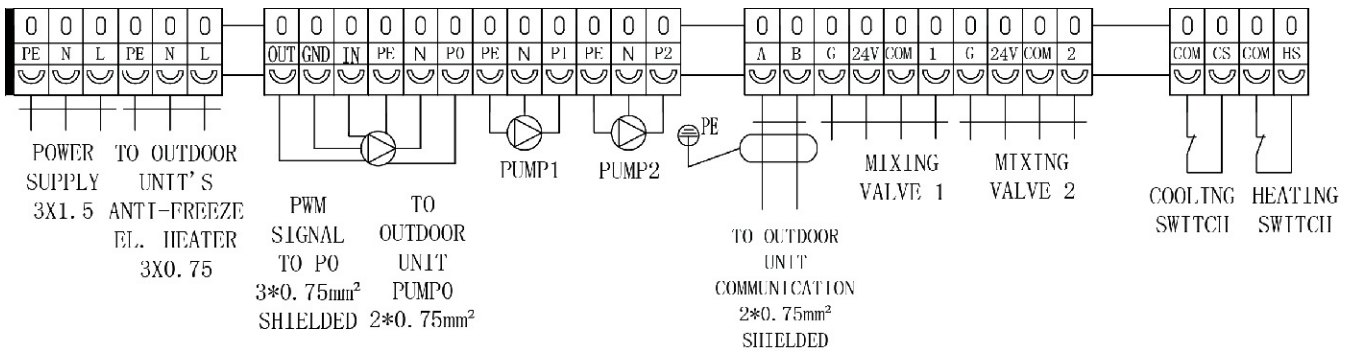 0 0 0 0 0 0 0 0 0 0 0 0 0 0 0 0 0 0 0 0 0 0 0 0 0 0 0 0 0 0 0 0
PE N L PE N L OUT GND IN PE N P0 PE N P1 PE N P2 A B G 24V COM 1 G 24V COM 2 COM CS COM HS
POWER
SUPPLY
3X1.5
TO OUTDOOR
UNIT'S
ANTI-FREEZE
EL. HEATER
3X0.75
PWM
SIGNAL
TO PO
3*0.75mm²
SHIELDED
TO
OUTDOOR
UNIT
PUMPO
2*0.75mm²
PUMP1
PUMP2
PE
TO OUTDOOR
UNIT
COMMUNICATION
2*0.75mm²
SHIELDED
MIXING
VALVE 1
MIXING
VALVE 2
COOLING
SWITCH
HEATING
SWITCH